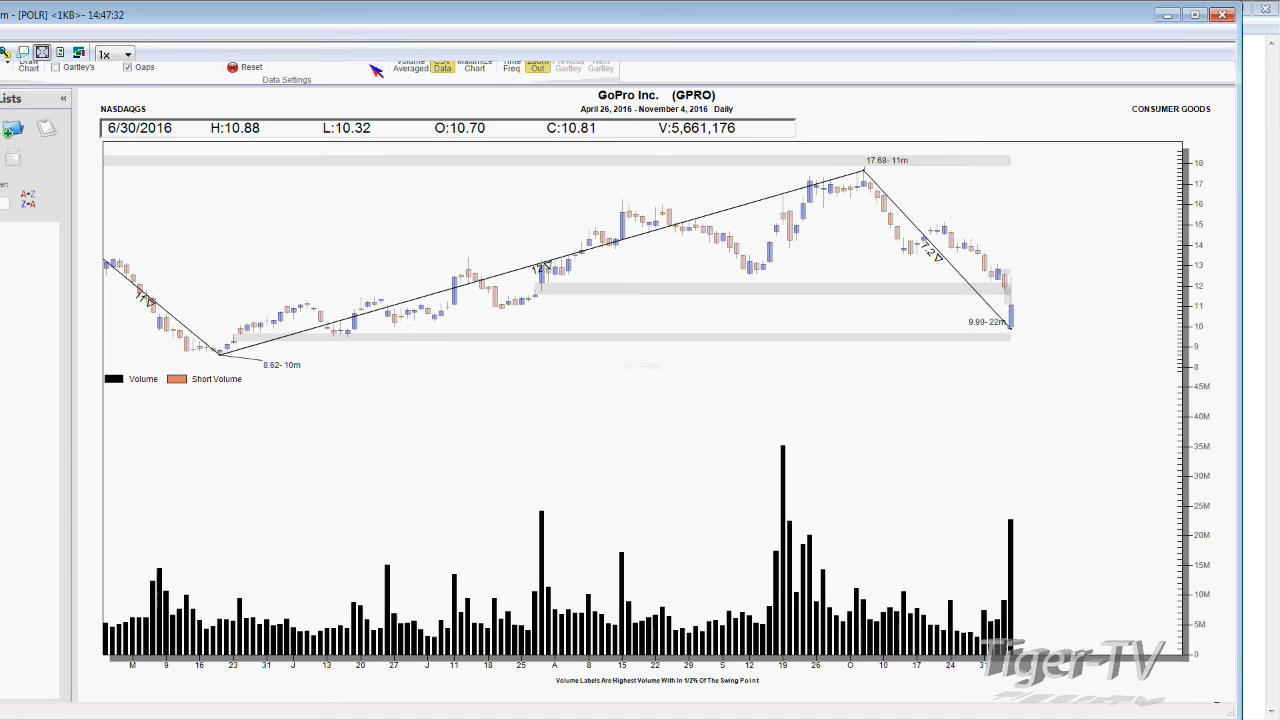 m - [POLR] <1KB>- 14:47:32
1x
Chart
Gartley's
Gaps
Reset
Data Settings
Averaged
Data
Chart
Freq
Out
Gartley
Gartley
Lists
«
A=Z
Z=A
GoPro Inc. (GPRO)
NASDAQGS
April 26, 2016 - November 4, 2016 Daily
CONSUMER GOODS
6/30/2016 H:10.88 L:10.32 O:10.70 C:10.81 V:5,661,176
17.68- 11m
9.90- 22m
8.62- 10m
Volume
Short Volume
18
17
16
15
14
13
12
11
10
9
8
45M
40M
35M
30M
25M
20M
15M
10M
5M
0
M 9 16 23 31 J 13 20 27 J 11 18 25 A 8 15 22 29 S 12 19 26 O 10 17 24 31
Volume Labels Are Highest Volume With In 1/2% Of The Swing Point
Tiger-TV